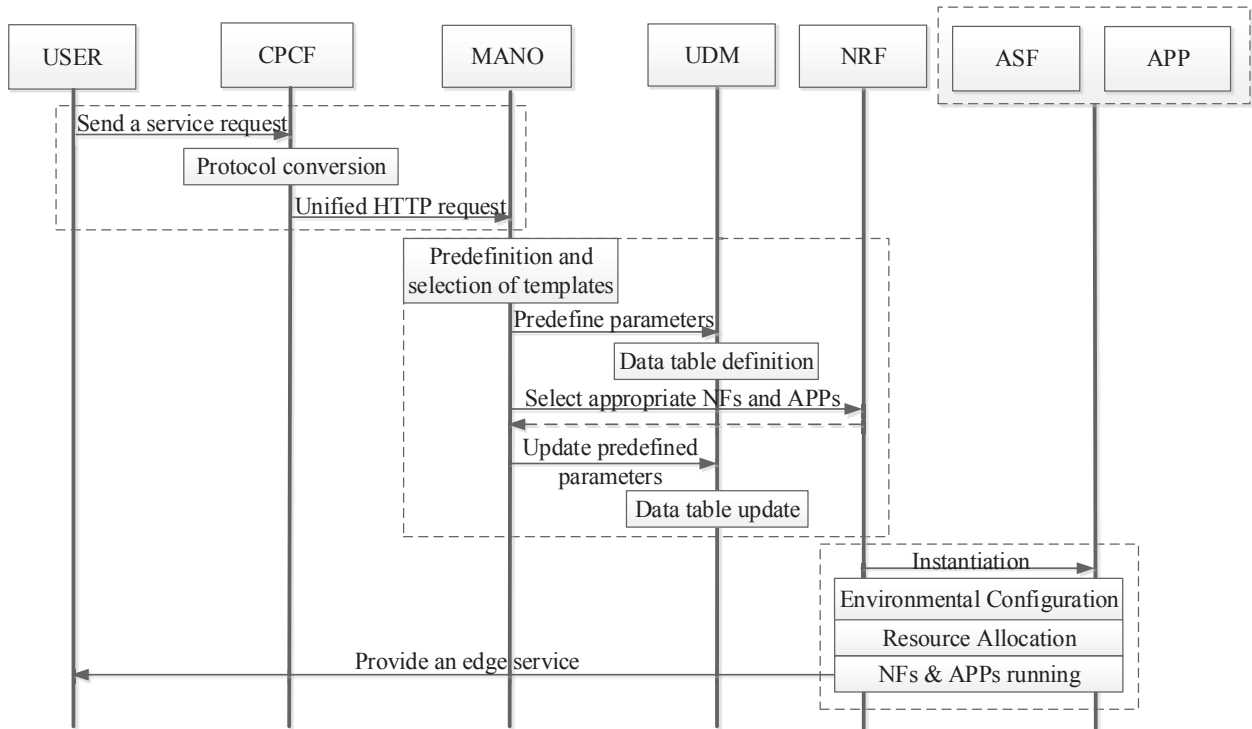 USER
CPCF
MANO
UDM
NRF
ASF
APP
Send a service request
Protocol conversion
Unified HTTP request
Predefinition and
selection of templates
Predefine parameters
Data table definition
Select appropriate NFs and APPs
Update predefined
parameters
Data table update
Instantiation
Environmental Configuration
Resource Allocation
Provide an edge service
NFs & APPs running